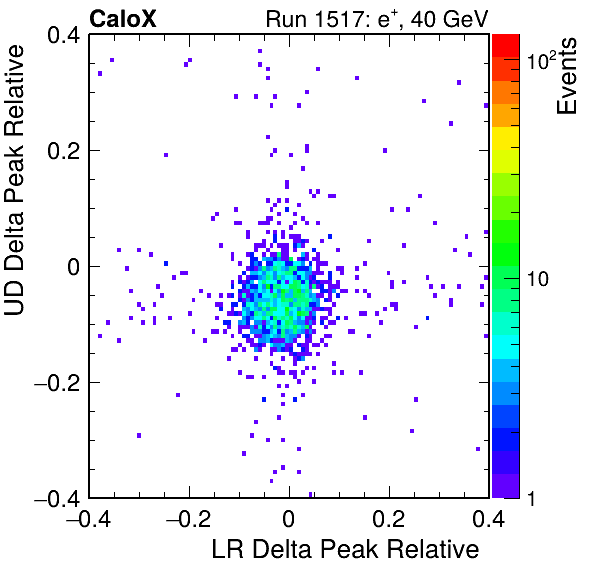 CaloX Run 1517: e⁺, 40 GeV
0.4
0.2
0
−0.2
−0.4
UD Delta Peak Relative
−0.4 −0.2 0 0.2 0.4
LR Delta Peak Relative
10²
10
1
Events